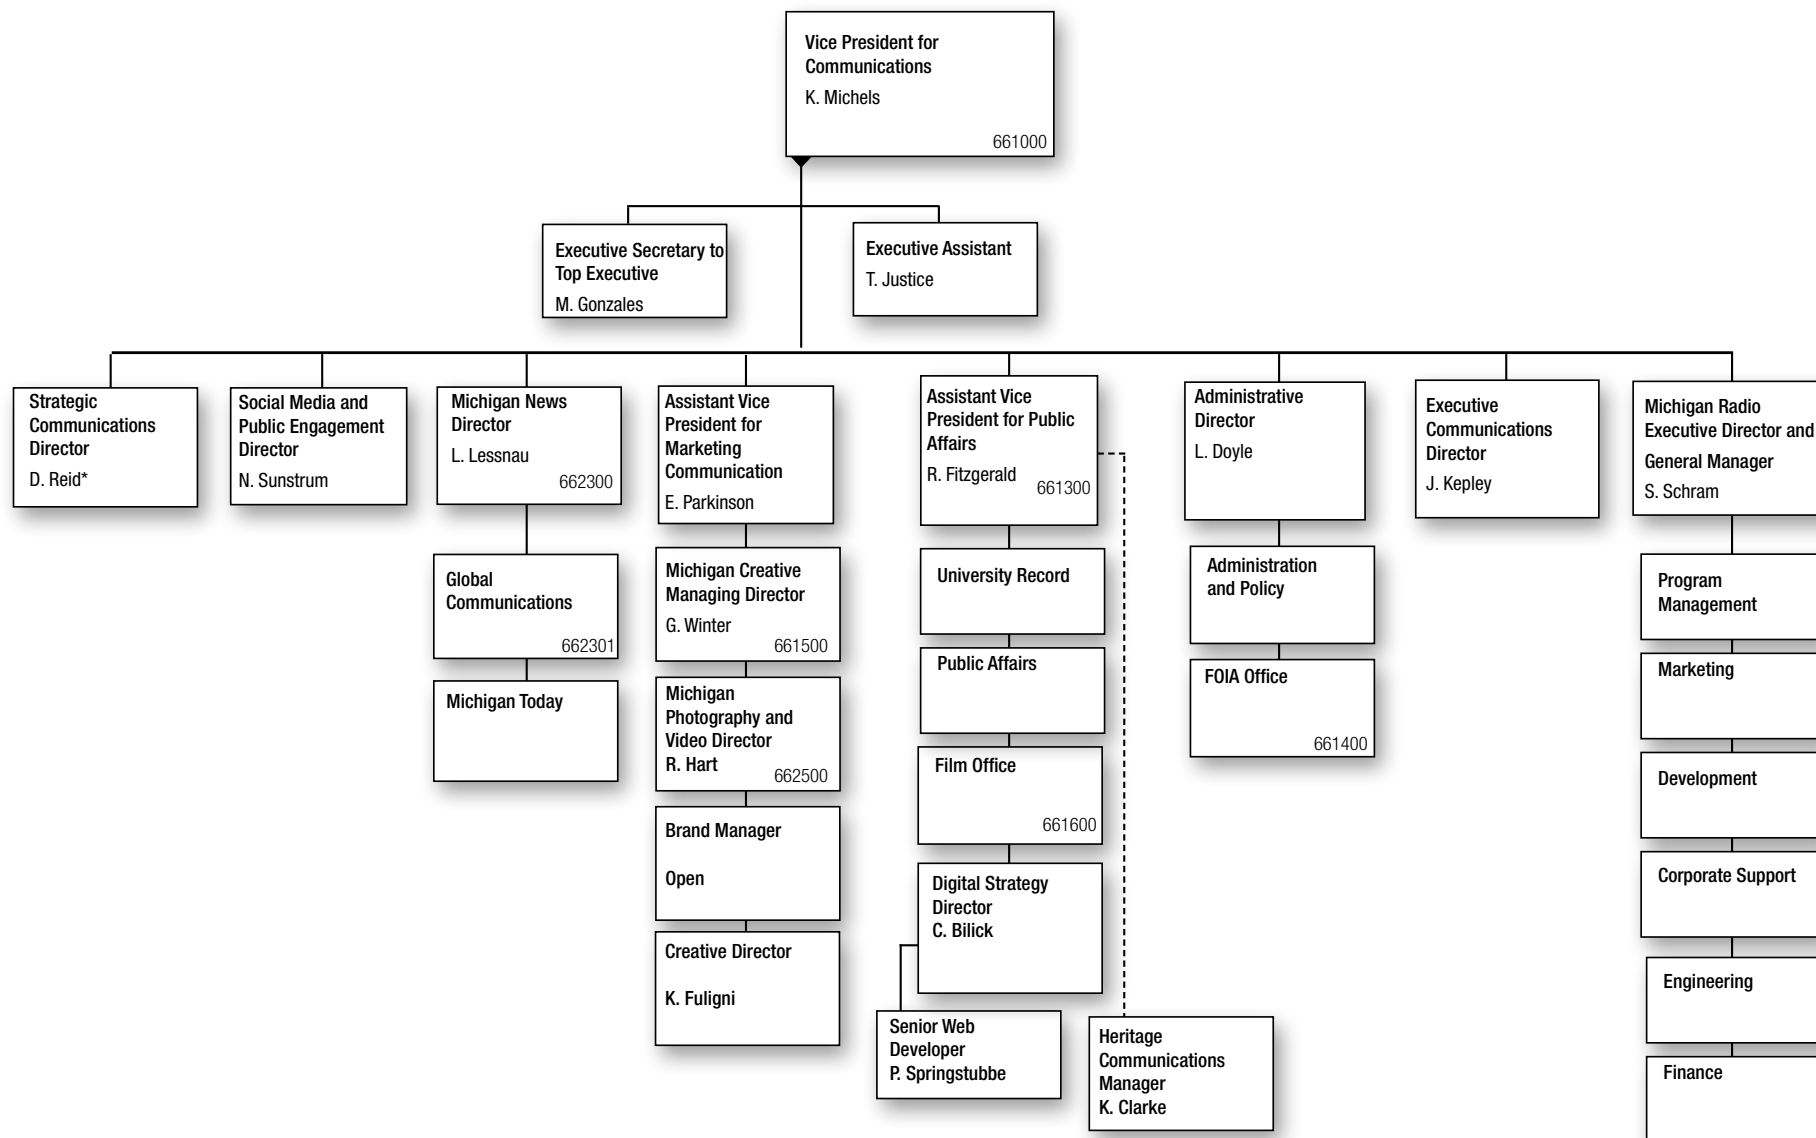 Vice President for
Communications
K. Michels
661000
Executive Secretary to
Top Executive
M. Gonzales
Executive Assistant
T. Justice
Strategic
Communications
Director
D. Reid*
Social Media and
Public Engagement
Director
N. Sunstrum
Michigan News
Director
L. Lessnau
662300
Global
Communications
662301
Michigan Today
Assistant Vice
President for
Marketing
Communication
E. Parkinson
Michigan Creative
Managing Director
G. Winter
661500
Michigan
Photography and
Video Director
R. Hart
662500
Brand Manager
Open
Creative Director
K. Fuligni
Assistant Vice
President for Public
Affairs
R. Fitzgerald
661300
University Record
Public Affairs
Film Office
661600
Digital Strategy
Director
C. Bilick
Senior Web
Developer
P. Springstubbe
Heritage
Communications
Manager
K. Clarke
Administrative
Director
L. Doyle
Administration
and Policy
FOIA Office
661400
Executive
Communications
Director
J. Kepley
Michigan Radio
Executive Director and
General Manager
S. Schram
Program
Management
Marketing
Development
Corporate Support
Engineering
Finance